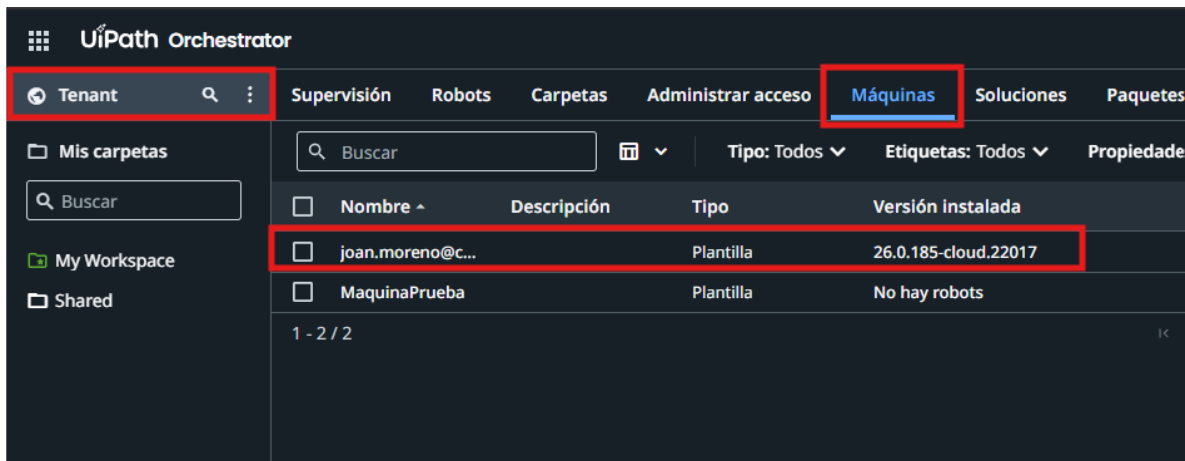 UiPath Orchestrator
Tenant
Supervisión Robots Carpetas Administrar acceso Máquinas Soluciones Paquetes
Mis carpetas
Buscar
My Workspace
Shared
Buscar
Tipo: Todos Etiquetas: Todos Propiedade
Nombre Descripción Tipo Versión instalada
joan.moreno@c... Plantilla 26.0.185-cloud.22017
MaquinaPrueba Plantilla No hay robots
1 - 2 / 2